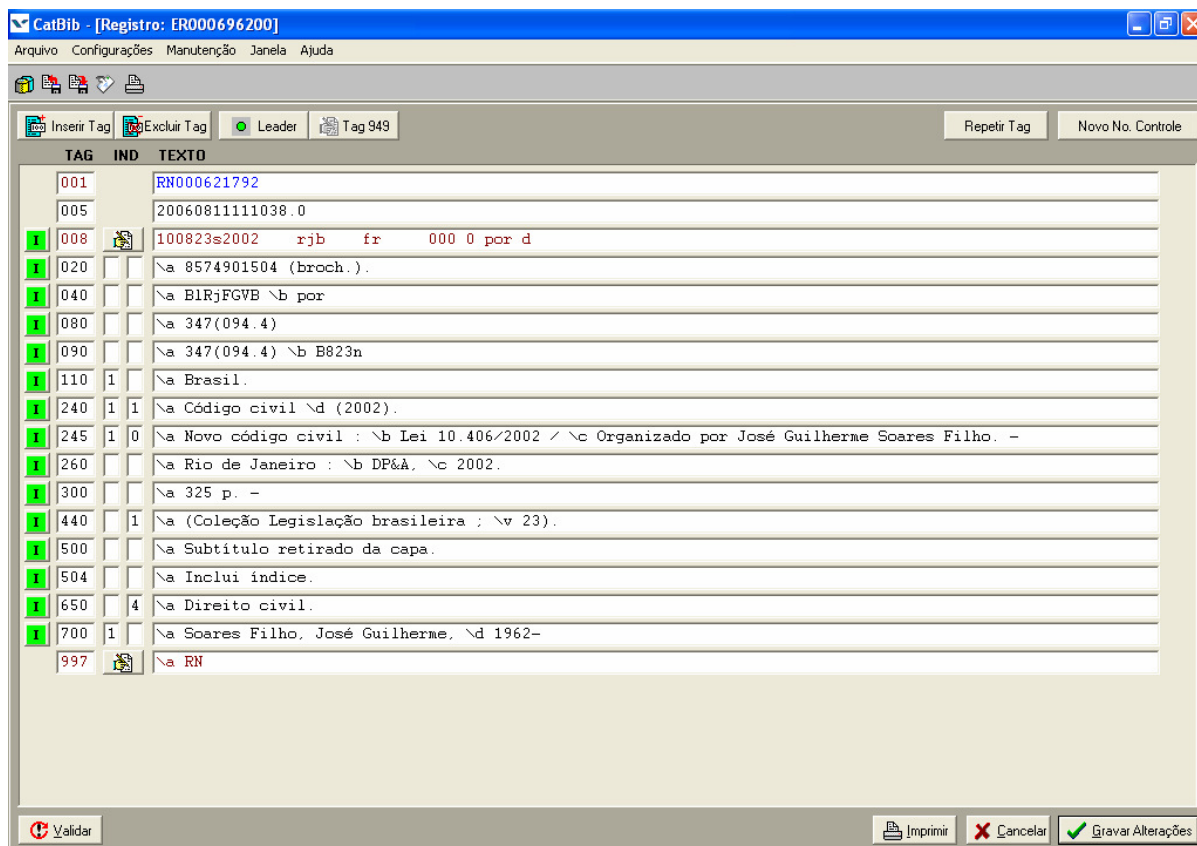 CatBib - [Registro: ER000696200]
Arquivo Configurações Manutenção Janela Ajuda
Inserir Tag Excluir Tag Leader Tag 949 Repetir Tag Novo No. Controle
TAG IND TEXTO
001 RN000621792
005 20060811111038.0
I 008 100823s2002 rjb fr 000 0 por d
I 020 \a 8574901504 (broch.).
I 040 \a BlRjFGVB \b por
I 080 \a 347(094.4)
I 090 \a 347(094.4) \b B823n
I 110 1 \a Brasil.
I 240 1 1 \a Código civil \d (2002).
I 245 1 0 \a Novo código civil : \b Lei 10.406/2002 / \c Organizado por José Guilherme Soares Filho. -
I 260 \a Rio de Janeiro : \b DP&A, \c 2002.
I 300 \a 325 p. -
I 440 1 \a (Coleção Legislação brasileira ; \v 23).
I 500 \a Subtítulo retirado da capa.
I 504 \a Inclui índice.
I 650 4 \a Direito civil.
I 700 1 \a Soares Filho, José Guilherme, \d 1962-
997 \a RN
Validar Imprimir Cancelar Gravar Alterações